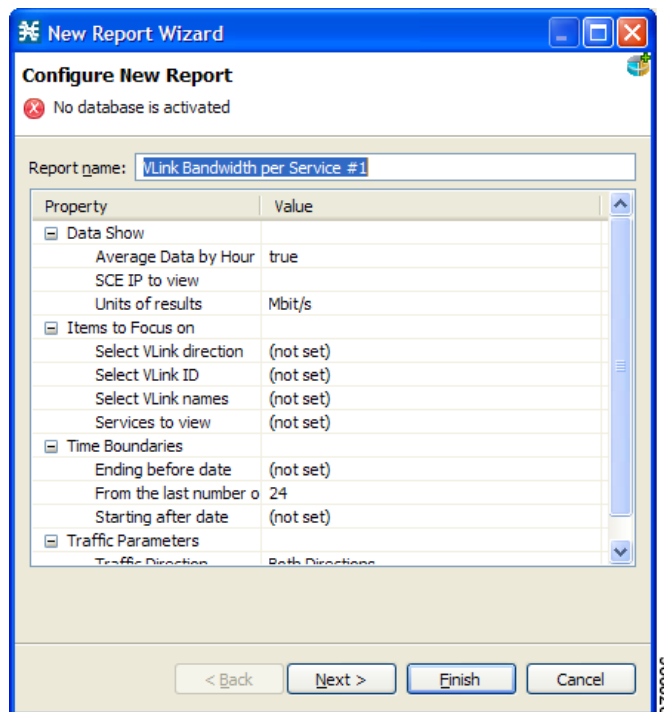 New Report Wizard
Configure New Report
No database is activated
Report name: VLink Bandwidth per Service #1
Property Value
Data Show
Average Data by Hour true
SCE IP to view
Units of results Mbit/s
Items to Focus on
Select VLink direction (not set)
Select VLink ID (not set)
Select VLink names (not set)
Services to view (not set)
Time Boundaries
Ending before date (not set)
From the last number o 24
Starting after date (not set)
Traffic Parameters
Traffic Direction Both Directions
< Back Next > Finish Cancel